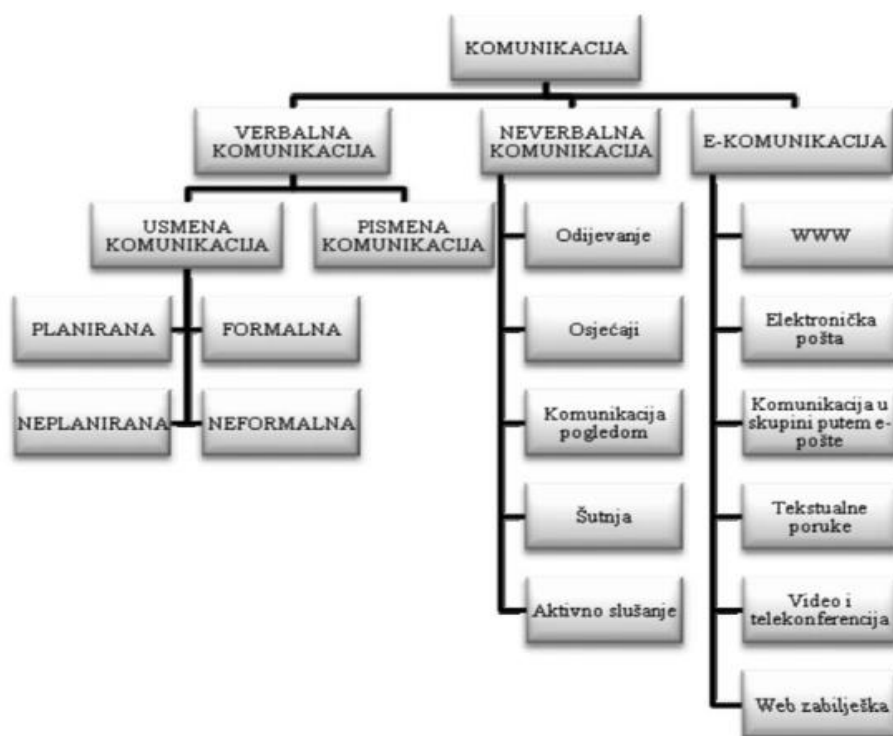 KOMUNIKACIJA
VERBALNA
KOMUNIKACIJA
NEVERBALNA
KOMUNIKACIJA
E-KOMUNIKACIJA
USMENA
KOMUNIKACIJA
PISMENA
KOMUNIKACIJA
PLANIRANA
FORMALNA
NEPLANIRANA
NEFORMALNA
Odijevanje
Osjećaji
Komunikacija
pogledom
Šutnja
Aktivno slušanje
WWW
Elektronička
pošta
Komunikacija u
skupini putem e-
pošte
Tekstualne
poruke
Video i
telekonferencija
Web zabilješka